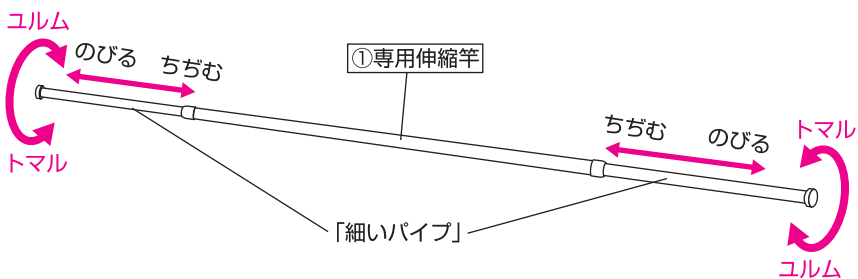 ユルム
のびる
ちぢむ
①専用伸縮竿
トマル
ちぢむ
のびる
トマル
「細いパイプ」
ユルム